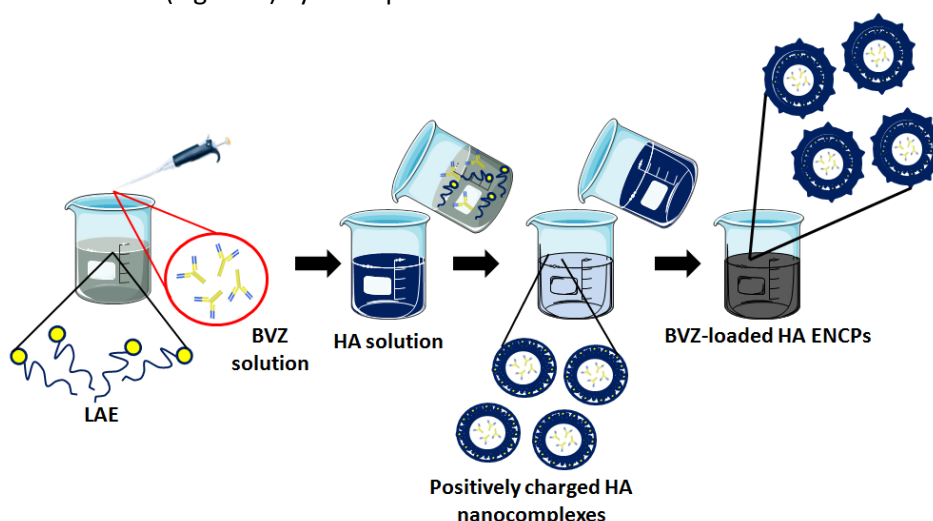 BVZ
solution
HA solution
BVZ-loaded HA ENCPs
LAE
Positively charged HA
nanocomplexes